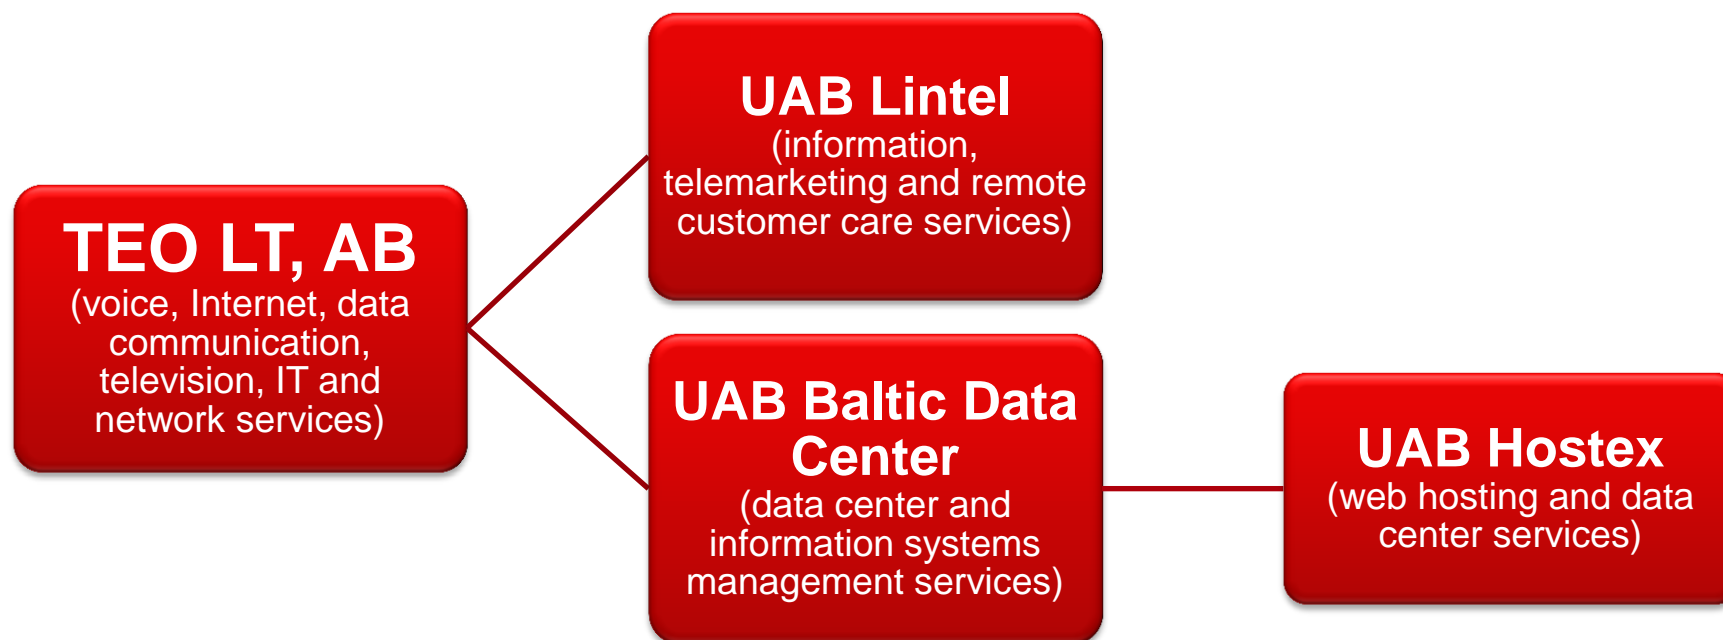 TEO LT, AB
(voice, Internet, data
communication,
television, IT and
network services)
UAB Lintel
(information,
telemarketing and remote
customer care services)
UAB Baltic Data
Center
(data center and
information systems
management services)
UAB Hostex
(web hosting and data
center services)